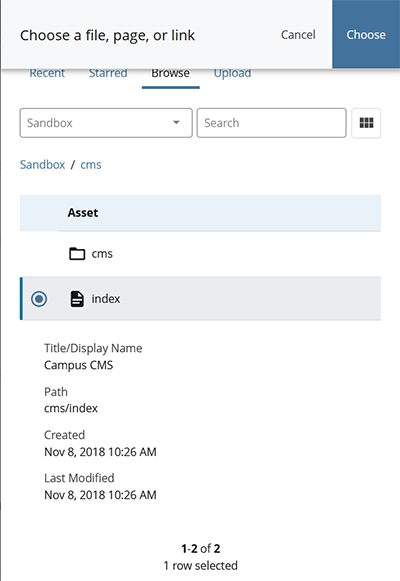 Choose a file, page, or link Cancel Choose
Recent Starred Browse Upload
Sandbox Search
Sandbox / cms
Asset
cms
index
Title/Display Name
Campus CMS
Path
cms/index
Created
Nov 8, 2018 10:26 AM
Last Modified
Nov 8, 2018 10:26 AM
1-2 of 2
1 row selected